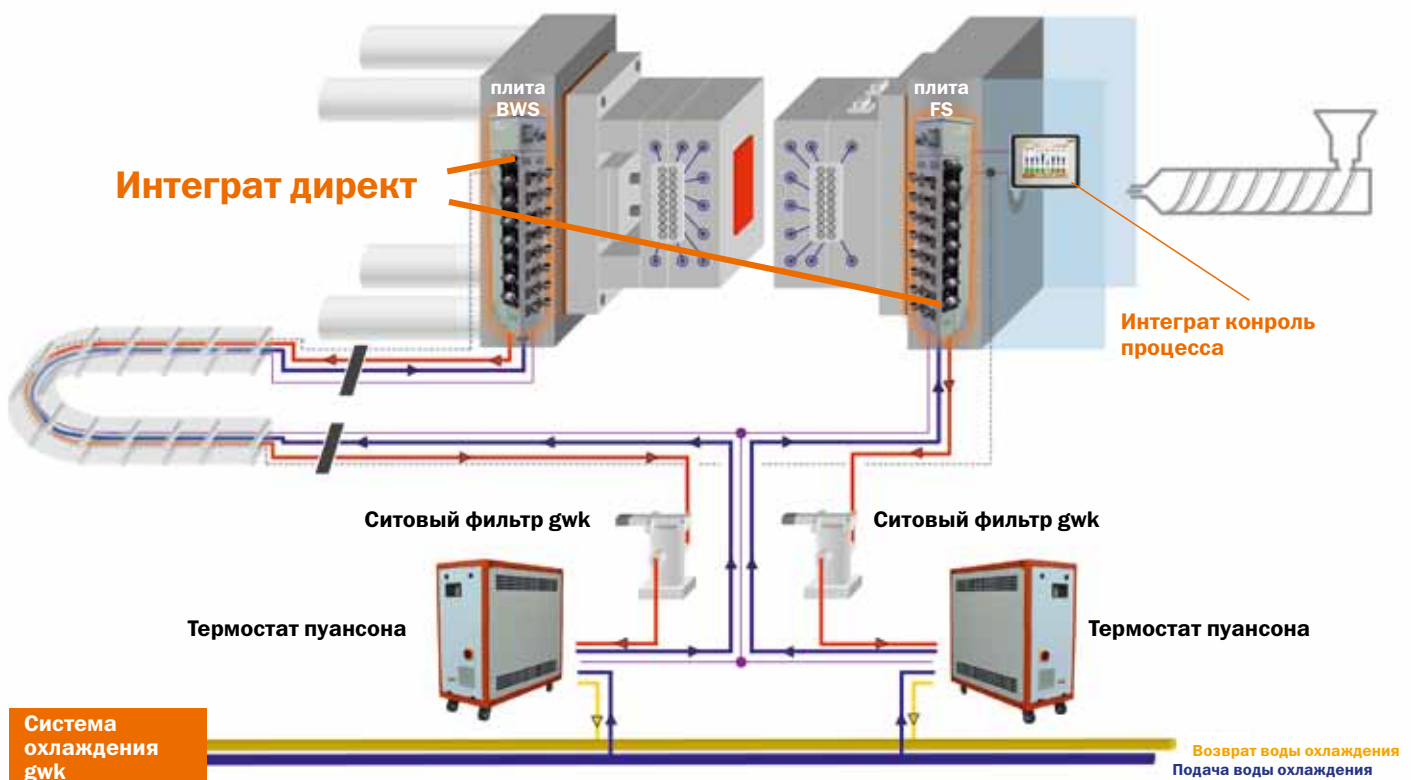 плита
BWS
плита
FS
Интеграт директ
Интеграт конроль
процесса
Ситовый фильтр gwk
Ситовый фильтр gwk
Термостат пуансона
Термостат пуансона
Система
охлаждения
gwk
Возврат воды охлаждения
Подача воды охлаждения